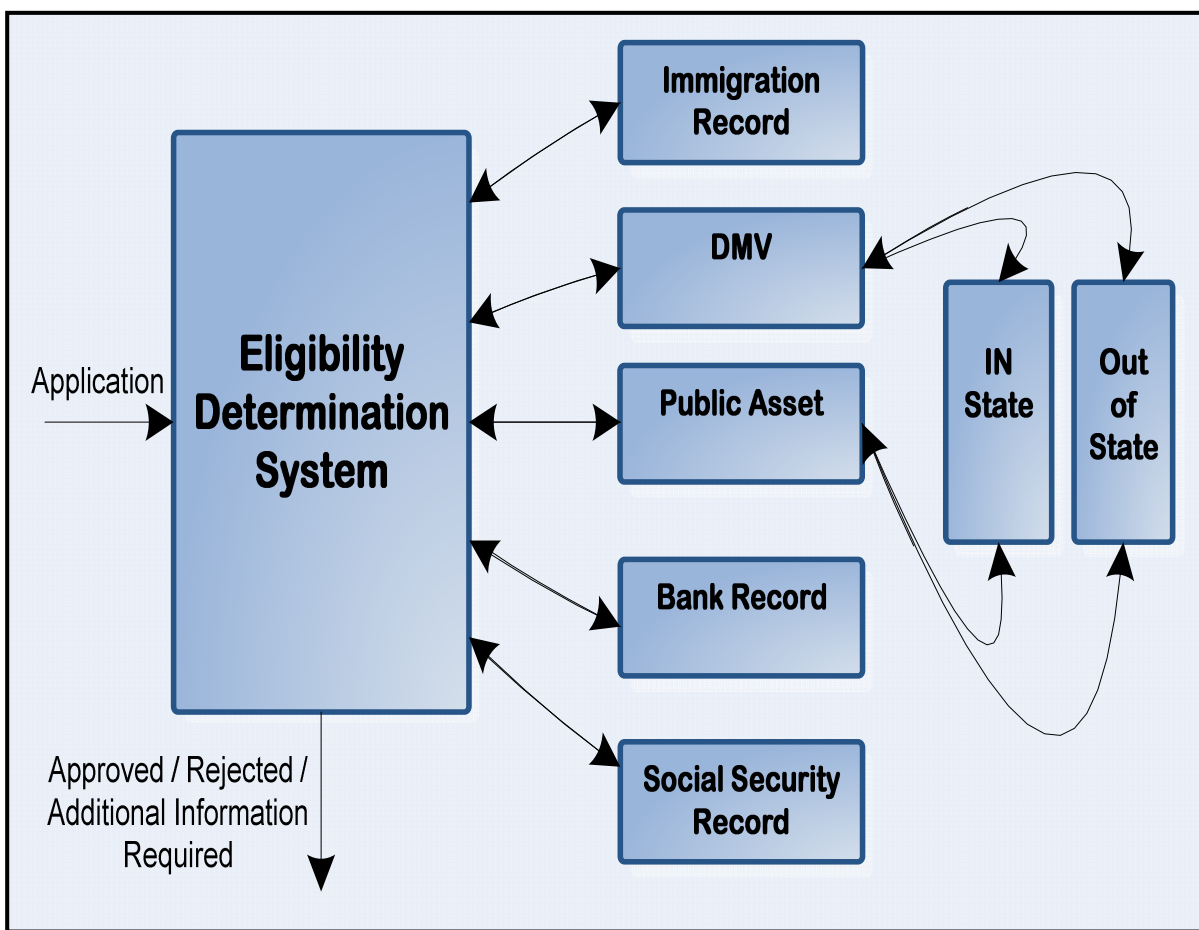 Application
Eligibility
Determination
System
Approved / Rejected /
Additional Information
Required
Immigration
Record
DMV
Public Asset
Bank Record
Social Security
Record
IN
State
Out
of
State